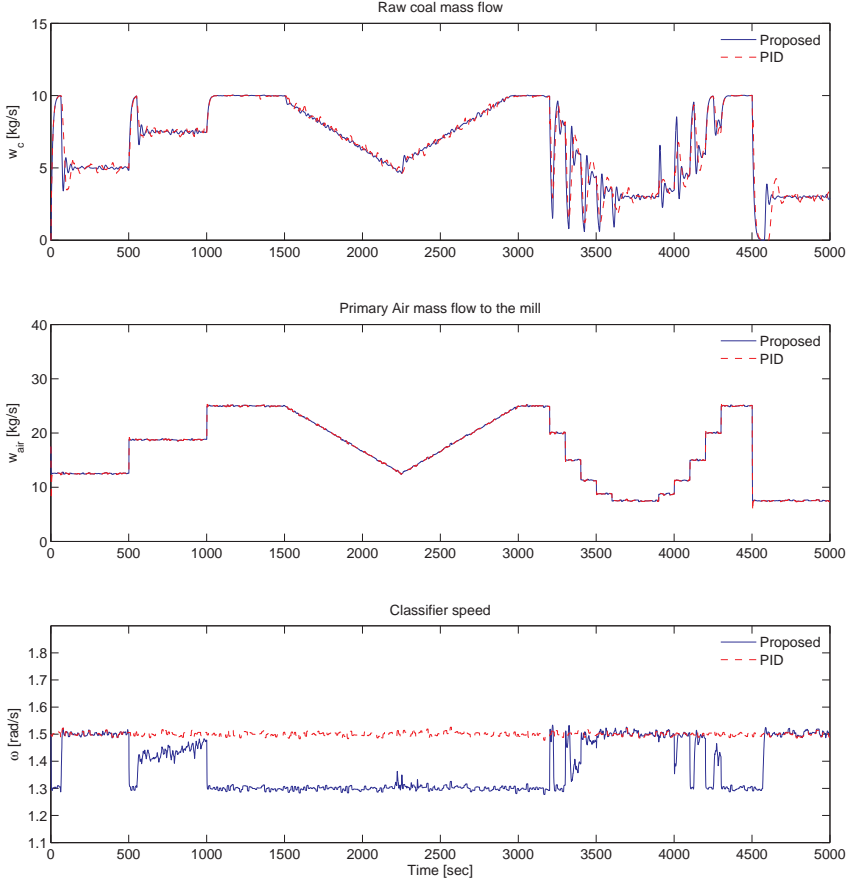 Raw coal mass flow
15
10
5
0
w_c [kg/s]
Proposed
PID
0 500 1000 1500 2000 2500 3000 3500 4000 4500 5000
Primary Air mass flow to the mill
40
30
20
10
0
w_air [kg/s]
Proposed
PID
0 500 1000 1500 2000 2500 3000 3500 4000 4500 5000
Classifier speed
1.8
1.7
1.6
1.5
1.4
1.3
1.2
1.1
ω [rad/s]
Proposed
PID
0 500 1000 1500 2000 2500 3000 3500 4000 4500 5000
Time [sec]